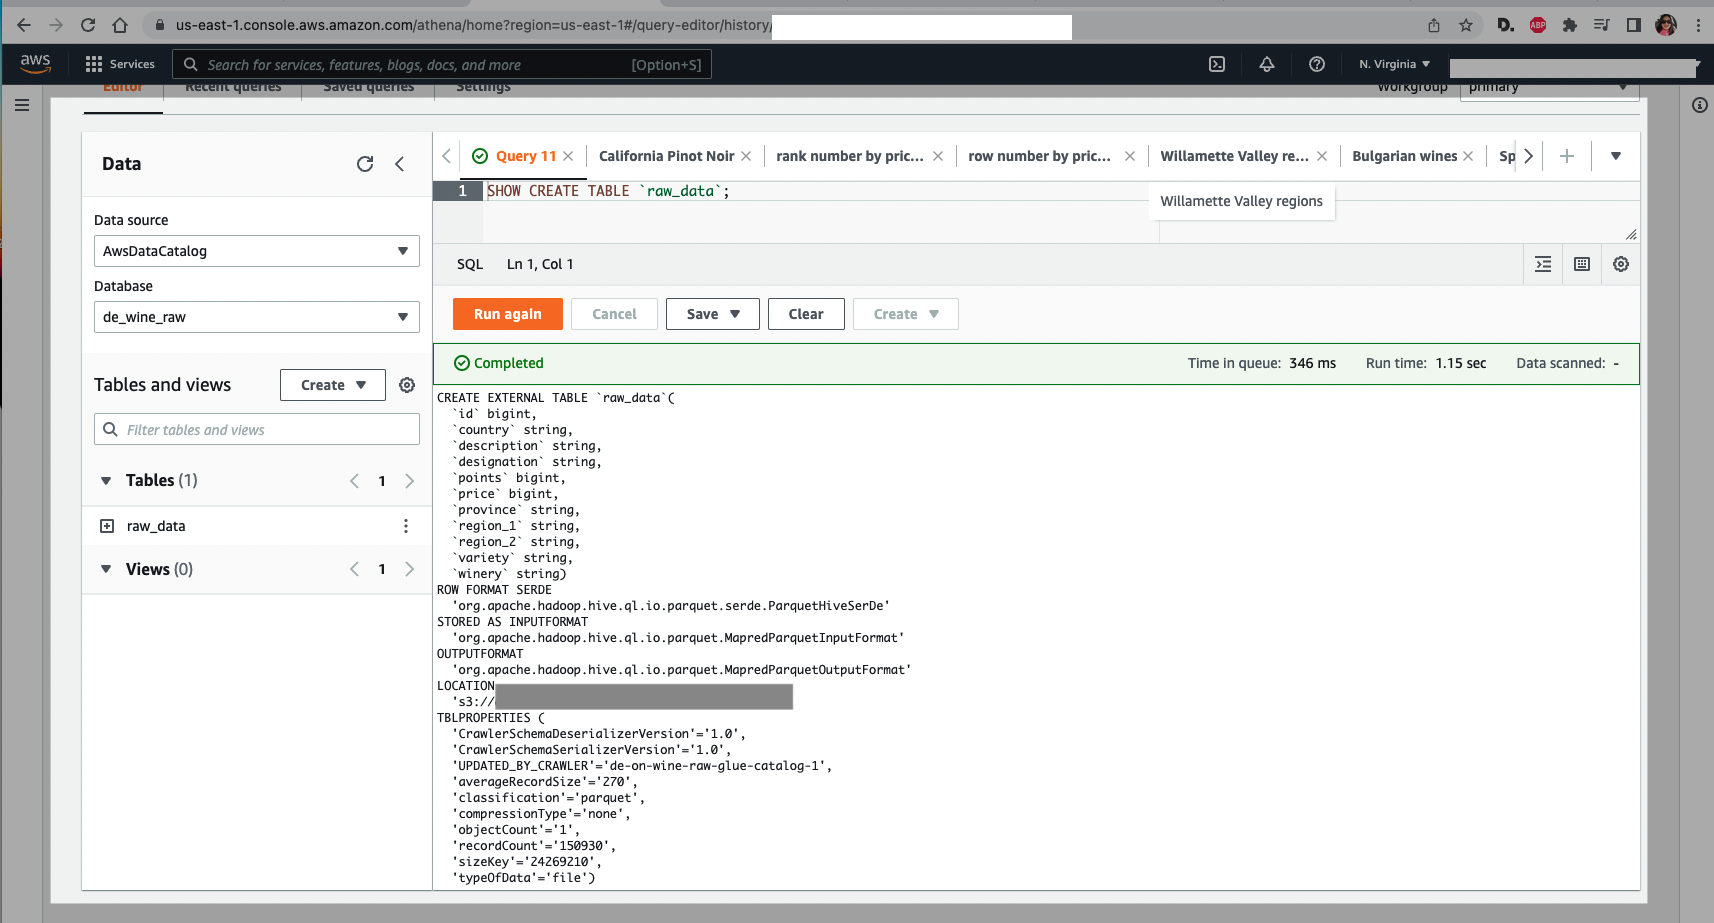 us-east-1.console.aws.amazon.com/athena/home?region=us-east-1#/query-editor/history/
ABP
aws
Services
Search for services, features, blogs, docs, and more [Option+S]
N. Virginia
Editor Recent queries Saved queries Settings
Workgroup primary
Data
Query 11 California Pinot Noir rank number by pric... row number by pric... Willamette Valley re... Bulgarian wines Sp
1 SHOW CREATE TABLE `raw_data`;
Willamette Valley regions
Data source
AwsDataCatalog
Database
de_wine_raw
SQL Ln 1, Col 1
Run again Cancel Save Clear Create
Completed Time in queue: 346 ms Run time: 1.15 sec Data scanned: -
Tables and views Create
Filter tables and views
Tables (1) 1
raw_data
Views (0) 1
CREATE EXTERNAL TABLE `raw_data`(
`id` bigint,
`country` string,
`description` string,
`designation` string,
`points` bigint,
`price` bigint,
`province` string,
`region_1` string,
`region_2` string,
`variety` string,
`winery` string)
ROW FORMAT SERDE
'org.apache.hadoop.hive.ql.io.parquet.serde.ParquetHiveSerDe'
STORED AS INPUTFORMAT
'org.apache.hadoop.hive.ql.io.parquet.MapredParquetInputFormat'
OUTPUTFORMAT
'org.apache.hadoop.hive.ql.io.parquet.MapredParquetOutputFormat'
LOCATION
's3://
TBLPROPERTIES (
'CrawlerSchemaDeserializerVersion'='1.0',
'CrawlerSchemaSerializerVersion'='1.0',
'UPDATED_BY_CRAWLER'='de-on-wine-raw-glue-catalog-1',
'averageRecordSize'='270',
'classification'='parquet',
'compressionType'='none',
'objectCount'='1',
'recordCount'='150930',
'sizeKey'='24269210',
'typeOfData'='file')